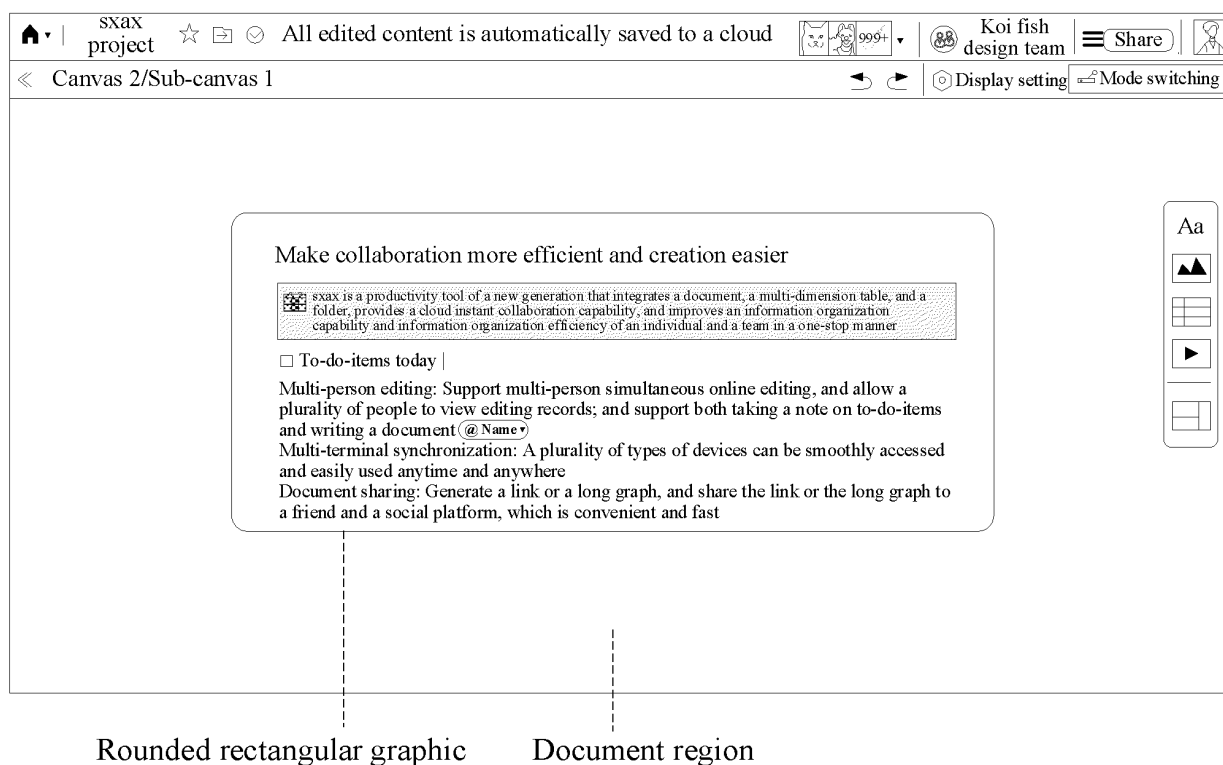 sxax
project
All edited content is automatically saved to a cloud
999+
Koi fish
design team
Share
Canvas 2/Sub-canvas 1
Display setting
Mode switching
Make collaboration more efficient and creation easier
sxax is a productivity tool of a new generation that integrates a document, a multi-dimension table, and a
folder, provides a cloud instant collaboration capability, and improves an information organization
capability and information organization efficiency of an individual and a team in a one-stop manner
To-do-items today
Multi-person editing: Support multi-person simultaneous online editing, and allow a
plurality of people to view editing records; and support both taking a note on to-do-items
and writing a document @ Name
Multi-terminal synchronization: A plurality of types of devices can be smoothly accessed
and easily used anytime and anywhere
Document sharing: Generate a link or a long graph, and share the link or the long graph to
a friend and a social platform, which is convenient and fast
Aa
Rounded rectangular graphic
Document region